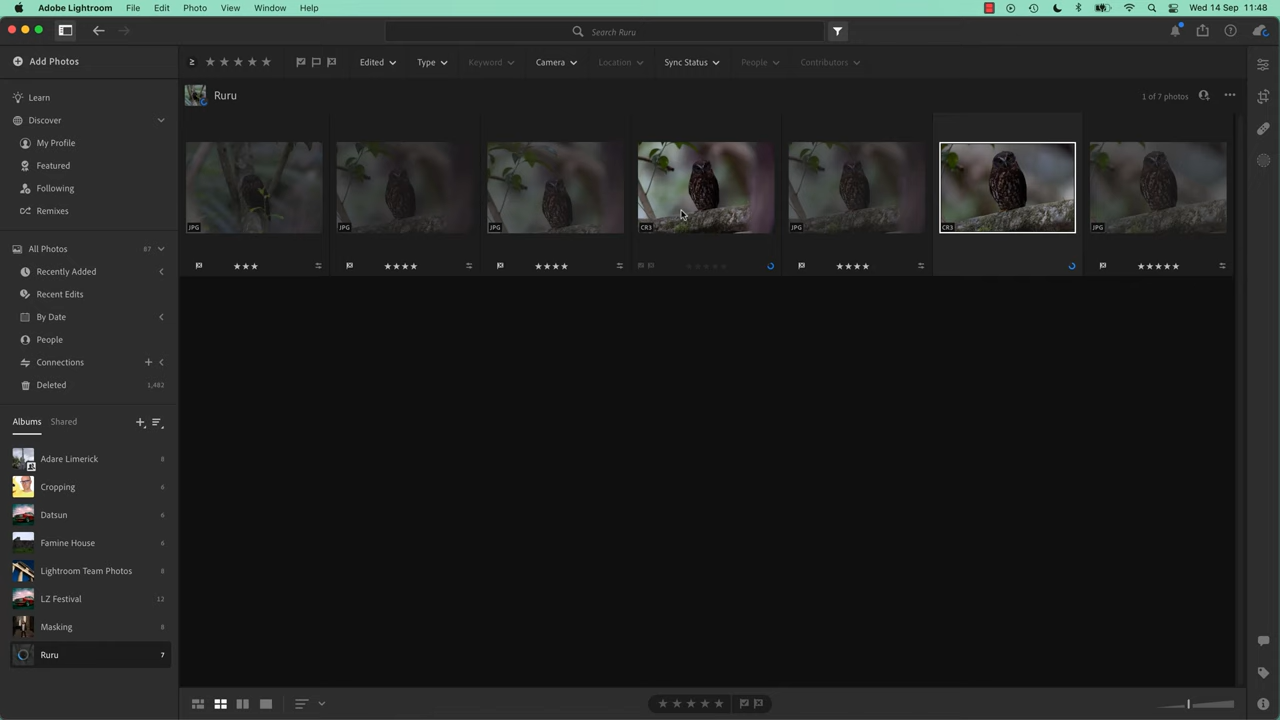 Adobe Lightroom File Edit Photo View Window Help Wed 14 Sep 11:48
Search Ruru
Add Photos
Edited Type Keyword Camera Location Sync Status People Contributors
Ruru
1 of 7 photos
Learn
Discover
My Profile
Featured
Following
Remixes
All Photos 87
Recently Added
Recent Edits
By Date
People
Connections
Deleted 1,482
JPG JPG JPG CR3 JPG CR3 JPG
Albums Shared
Adare Limerick 8
Cropping 6
Datsun 6
Famine House 6
Lightroom Team Photos 8
LZ Festival 12
Masking 8
Ruru 7